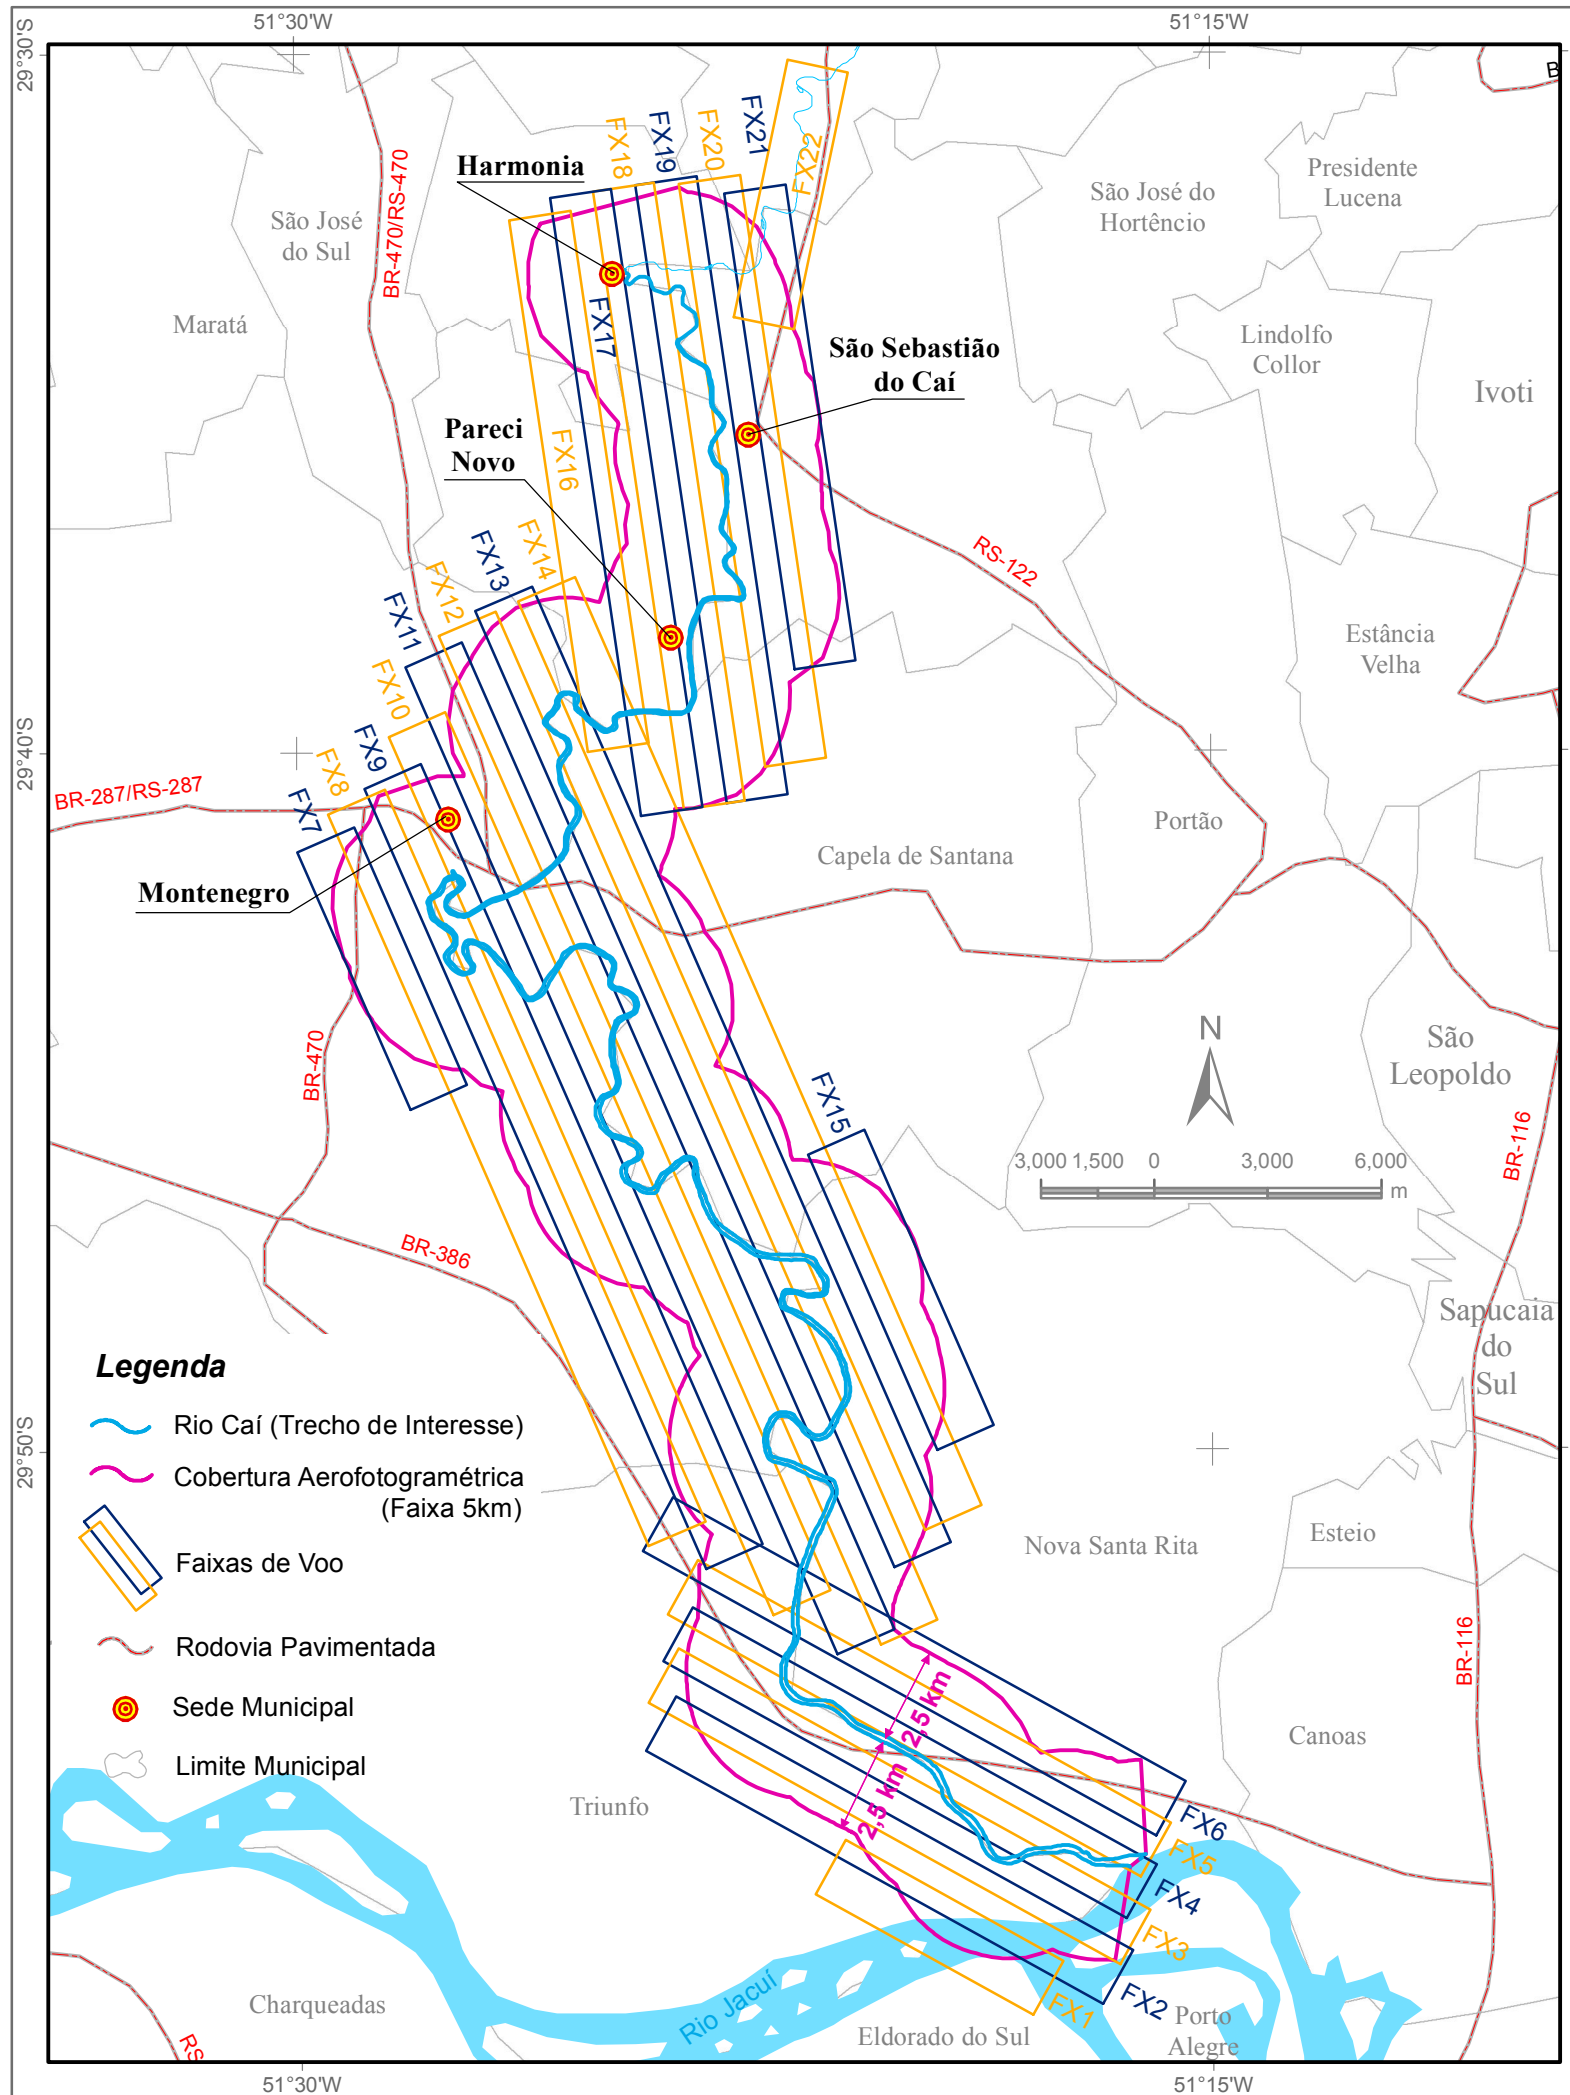 51°30'W
51°15'W
29°30'S
B
FX22
FX21
FX20
FX19
FX18
Harmonia
Presidente
Lucena
São José do
Hortêncio
São José
do Sul
BR-470/RS-470
Maratá
FX17
Lindolfo
Collor
São Sebastião
do Caí
Ivoti
Pareci
Novo
FX16
FX14
FX13
FX12
FX11
FX10
FX9
FX8
FX7
RS-122
Estância
Velha
29°40'S
BR-287/RS-287
Portão
Capela de Santana
Montenegro
BR-470
N
São
Leopoldo
FX15
BR-116
3,000 1,500 0 3,000 6,000
m
BR-386
Sapucaia
do
Sul
Legenda
Rio Caí (Trecho de Interesse)
Cobertura Aerofotogramétrica
(Faixa 5km)
Faixas de Voo
Rodovia Pavimentada
Sede Municipal
Limite Municipal
29°50'S
Nova Santa Rita
Esteio
BR-116
2,5 km
2,5 km
Canoas
Triunfo
FX6
FX5
FX4
FX3
FX2
FX1
Charqueadas
Rio Jacuí
Eldorado do Sul
Porto
Alegre
RS
51°30'W
51°15'W